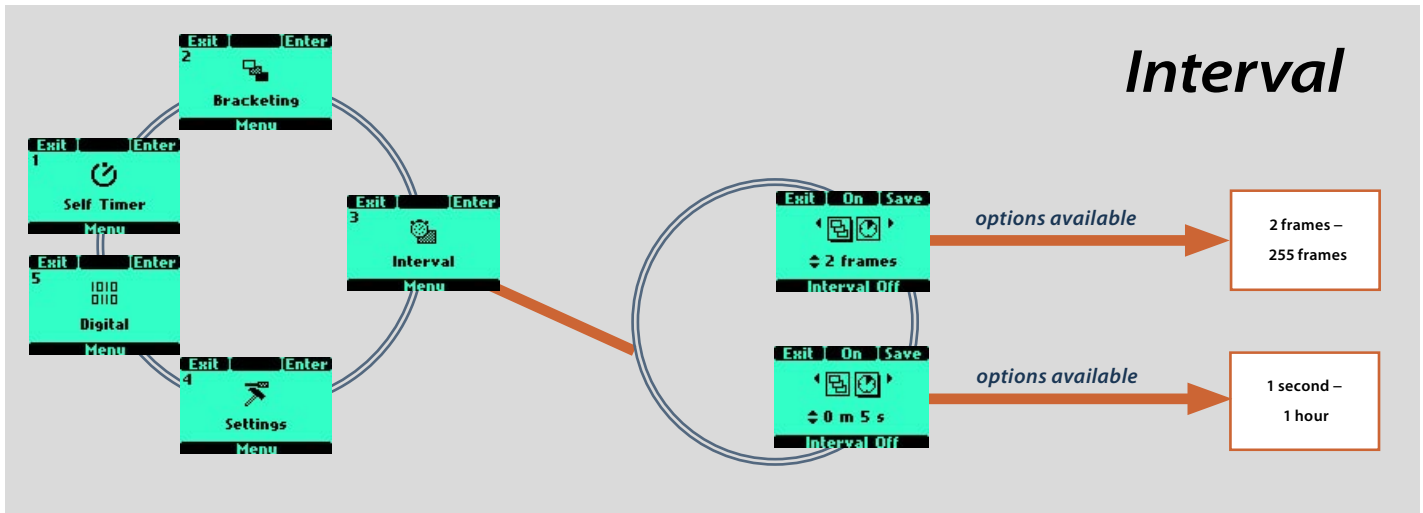 Interval
Exit Enter
2
Bracketing
Menu
Exit Enter
1
Self Timer
Menu
Exit Enter
3
Interval
Menu
Exit Enter
5
1010
0110
Digital
Menu
Exit Enter
4
Settings
Menu
Exit On Save
2 frames
Interval Off
options available
2 frames –
255 frames
Exit On Save
0 m 5 s
Interval Off
options available
1 second –
1 hour